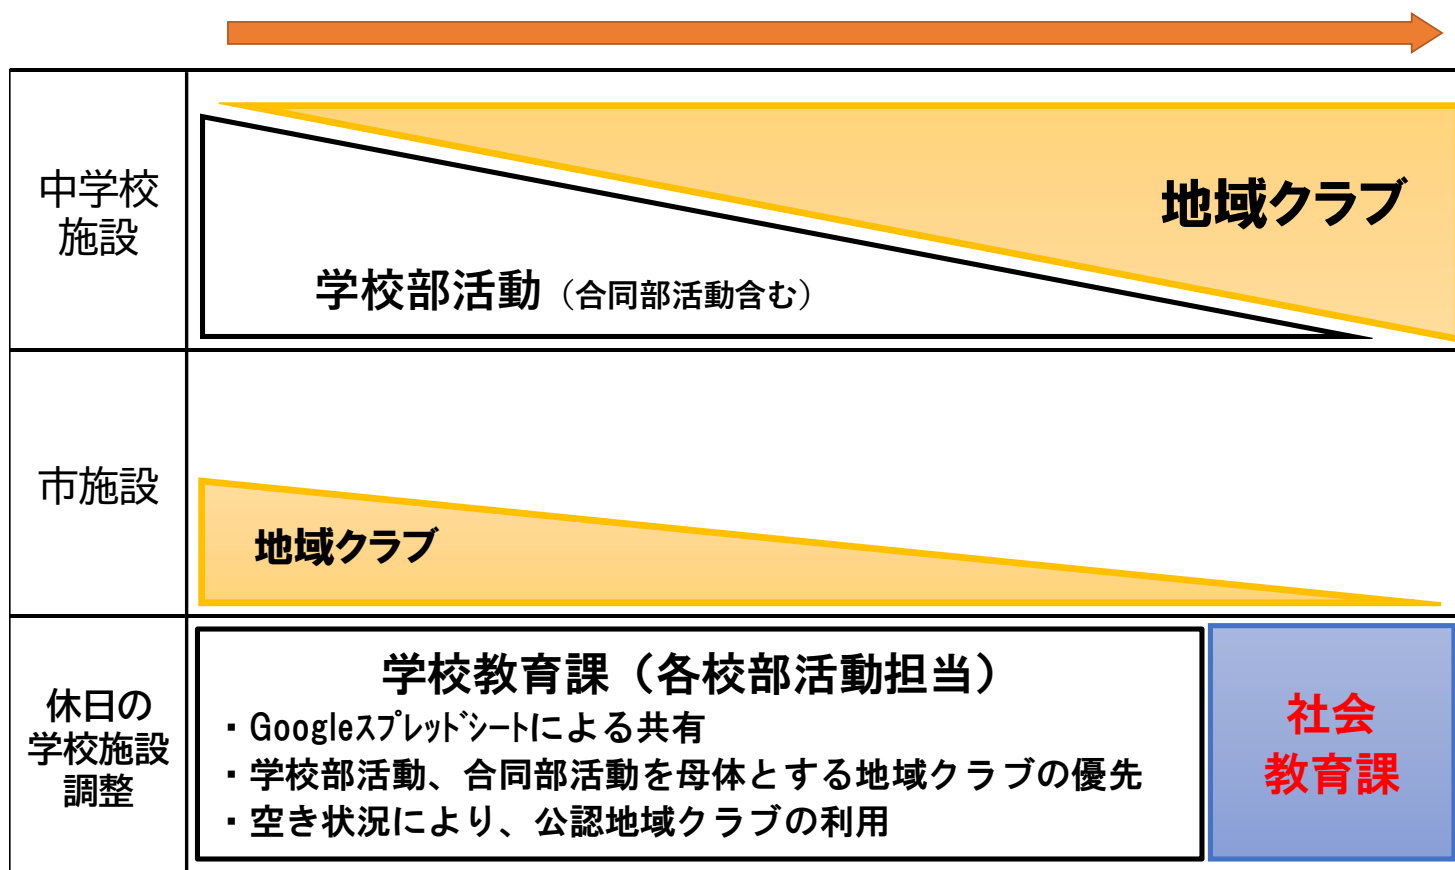 中学校
施設
地域クラブ
学校部活動（合同部活動含む）
市施設
地域クラブ
休日の
学校施設
調整
学校教育課（各校部活動担当）
・Googleｽﾌﾟﾚｯﾄﾞｼｰﾄによる共有
・学校部活動、合同部活動を母体とする地域クラブの優先
・空き状況により、公認地域クラブの利用
社会
教育課